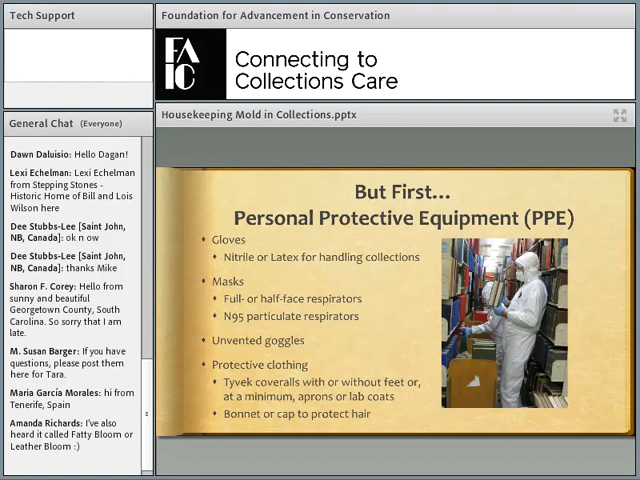 Tech Support
Foundation for Advancement in Conservation
FA
IC
Connecting to
Collections Care
General Chat (Everyone)
Dawn Daluisio: Hello Dagan!
Lexi Echelman: Lexi Echelman
from Stepping Stones -
Historic Home of Bill and Lois
Wilson here
Dee Stubbs-Lee [Saint John,
NB, Canada]: ok n ow
Dee Stubbs-Lee [Saint John,
NB, Canada]: thanks Mike
Sharon F. Corey: Hello from
sunny and beautiful
Georgetown County, South
Carolina. So sorry that I am
late.
M. Susan Barger: If you have
questions, please post them
here for Tara.
Maria García Morales: hi from
Tenerife, Spain
Amanda Richards: I've also
heard it called Fatty Bloom or
Leather Bloom :)
Housekeeping Mold in Collections.pptx
But First...
Personal Protective Equipment (PPE)
Gloves
Nitrile or Latex for handling collections
Masks
Full- or half-face respirators
N95 particulate respirators
Unvented goggles
Protective clothing
Tyvek coveralls with or without feet or,
at a minimum, aprons or lab coats
Bonnet or cap to protect hair